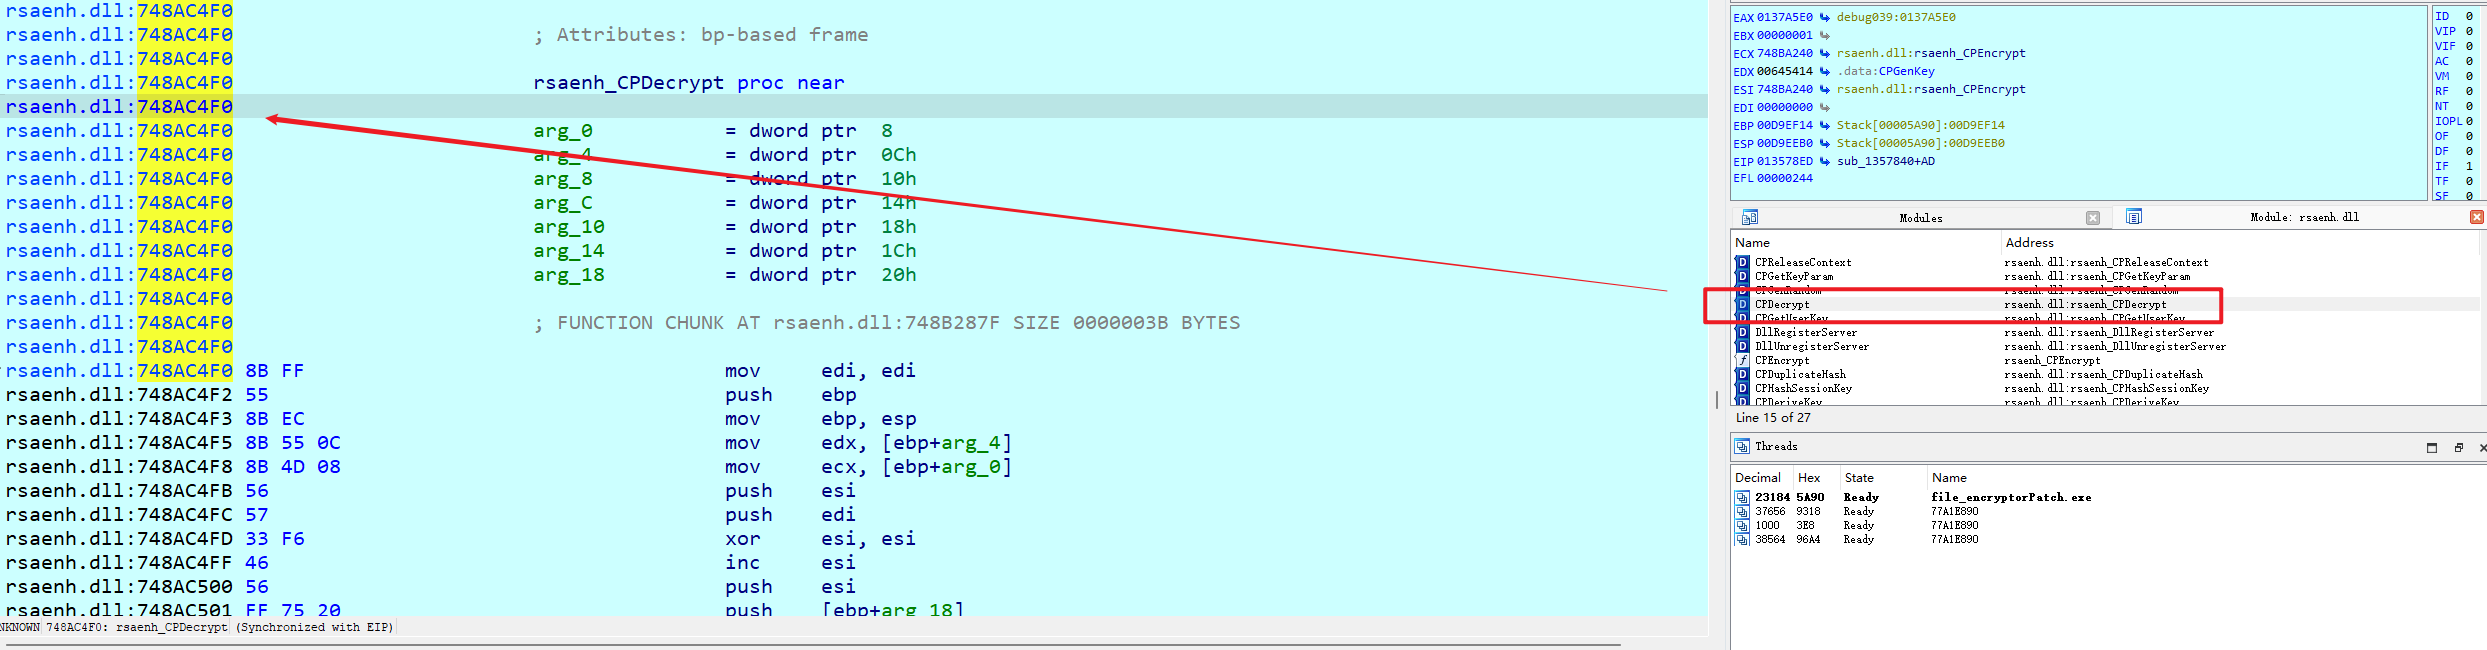 rsaenh.dll:748AC4F0
rsaenh.dll:748AC4F0 ; Attributes: bp-based frame
rsaenh.dll:748AC4F0
rsaenh.dll:748AC4F0 rsaenh_CPDecrypt proc near
rsaenh.dll:748AC4F0
rsaenh.dll:748AC4F0 arg_0 = dword ptr 8
rsaenh.dll:748AC4F0 arg_4 = dword ptr 0Ch
rsaenh.dll:748AC4F0 arg_8 = dword ptr 10h
rsaenh.dll:748AC4F0 arg_C = dword ptr 14h
rsaenh.dll:748AC4F0 arg_10 = dword ptr 18h
rsaenh.dll:748AC4F0 arg_14 = dword ptr 1Ch
rsaenh.dll:748AC4F0 arg_18 = dword ptr 20h
rsaenh.dll:748AC4F0
rsaenh.dll:748AC4F0 ; FUNCTION CHUNK AT rsaenh.dll:748B287F SIZE 0000003B BYTES
rsaenh.dll:748AC4F0
rsaenh.dll:748AC4F0 8B FF mov edi, edi
rsaenh.dll:748AC4F2 55 push ebp
rsaenh.dll:748AC4F3 8B EC mov ebp, esp
rsaenh.dll:748AC4F5 8B 55 0C mov edx, [ebp+arg_4]
rsaenh.dll:748AC4F8 8B 4D 08 mov ecx, [ebp+arg_0]
rsaenh.dll:748AC4FB 56 push esi
rsaenh.dll:748AC4FC 57 push edi
rsaenh.dll:748AC4FD 33 F6 xor esi, esi
rsaenh.dll:748AC4FF 46 inc esi
rsaenh.dll:748AC500 56 push esi
rsaenh.dll:748AC501 FF 75 20 push [ebp+arg_18]
NKNOWN 748AC4F0: rsaenh_CPDecrypt (Synchronized with EIP)
EAX 0137A5E0 debug039:0137A5E0
EBX 00000001
ECX 748BA240 rsaenh.dll:rsaenh_CPEncrypt
EDX 00645414 .data:CPGenKey
ESI 748BA240 rsaenh.dll:rsaenh_CPEncrypt
EDI 00000000
EBP 00D9EF14 Stack[00005A90]:00D9EF14
ESP 00D9EEB0 Stack[00005A90]:00D9EEB0
EIP 013578ED sub_1357840+AD
EFL 00000244
ID 0
VIP 0
VIF 0
AC 0
VM 0
RF 0
NT 0
IOPL 0
OF 0
DF 0
IF 1
TF 0
SF 0
Modules
Module: rsaenh.dll
Name Address
CPReleaseContext rsaenh.dll:rsaenh_CPReleaseContext
CPGetKeyParam rsaenh.dll:rsaenh_CPGetKeyParam
CPGenRandom rsaenh.dll:rsaenh_CPGenRandom
CPDecrypt rsaenh.dll:rsaenh_CPDecrypt
CPGetUserKey rsaenh.dll:rsaenh_CPGetUserKey
DllRegisterServer rsaenh.dll:rsaenh_DllRegisterServer
DllUnregisterServer rsaenh.dll:rsaenh_DllUnregisterServer
CPEncrypt rsaenh_CPEncrypt
CPDuplicateHash rsaenh.dll:rsaenh_CPDuplicateHash
CPHashSessionKey rsaenh.dll:rsaenh_CPHashSessionKey
CPDeriveKey rsaenh.dll:rsaenh_CPDeriveKey
Line 15 of 27
Threads
Decimal Hex State Name
23184 5A90 Ready file_encryptorPatch.exe
37656 9318 Ready 77A1E890
1000 3E8 Ready 77A1E890
38564 96A4 Ready 77A1E890